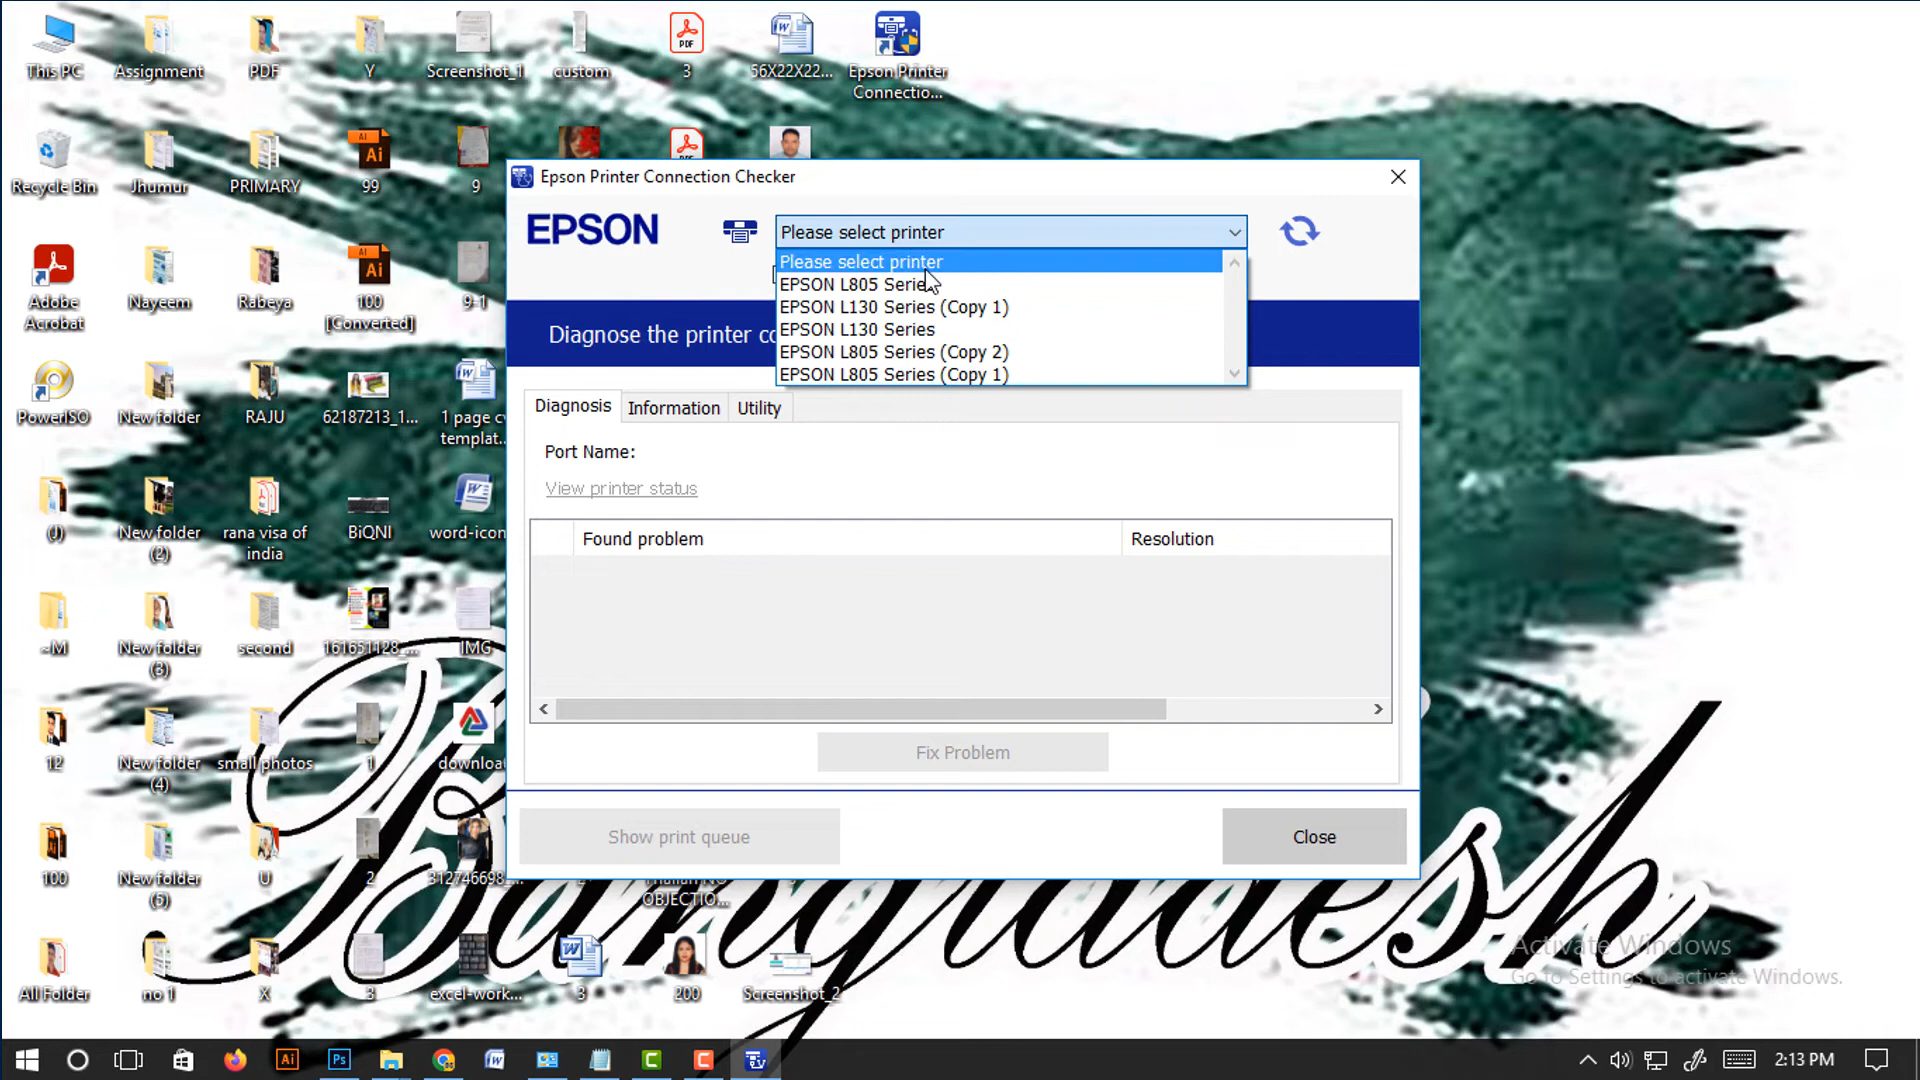 This PC
Assignment
PDF
Y
Screenshot_1
custom
3
56X22X22...
Epson Printer
Connectio...
Recycle Bin
Jhumur
PRIMARY
99
9
Adobe
Acrobat
Nayeem
Rabeya
100
[Converted]
9-1
PowerISO
New folder
RAJU
62187213_1...
1 page cv
templat...
(J)
New folder
(2)
rana visa of
india
BiQNI
word-icon
~M
New folder
(3)
second
161651128_...
IMG
12
New folder
(4)
small photos
1
downloa
100
New folder
(5)
U
2
312746698_...
OBJECTIO...
All Folder
no 1
X
3
excel-work...
3
200
Screenshot_2
Epson Printer Connection Checker
EPSON
Please select printer
Please select printer
EPSON L805 Serie
EPSON L130 Series (Copy 1)
EPSON L130 Series
EPSON L805 Series (Copy 2)
EPSON L805 Series (Copy 1)
Diagnose the printer co
Diagnosis
Information
Utility
Port Name:
View printer status
Found problem
Resolution
Fix Problem
Show print queue
Close
Bangladesh
Activate Windows
Go to Settings to activate Windows.
2:13 PM